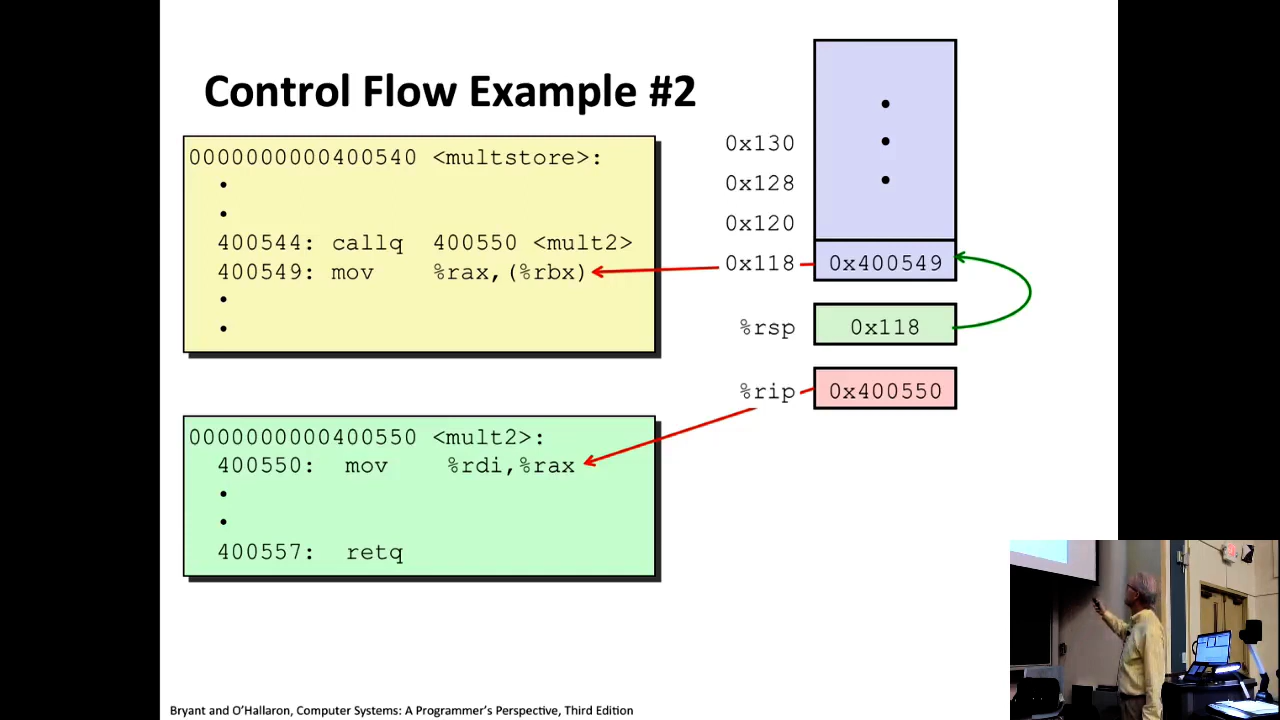 Control Flow Example #2
0000000000400540 <multstore>:
•
•
400544: callq 400550 <mult2>
400549: mov %rax,(%rbx)
•
•
0000000000400550 <mult2>:
400550: mov %rdi,%rax
•
•
400557: retq
•
•
•
0x130
0x128
0x120
0x118 0x400549
%rsp 0x118
%rip 0x400550
Bryant and O'Hallaron, Computer Systems: A Programmer's Perspective, Third Edition